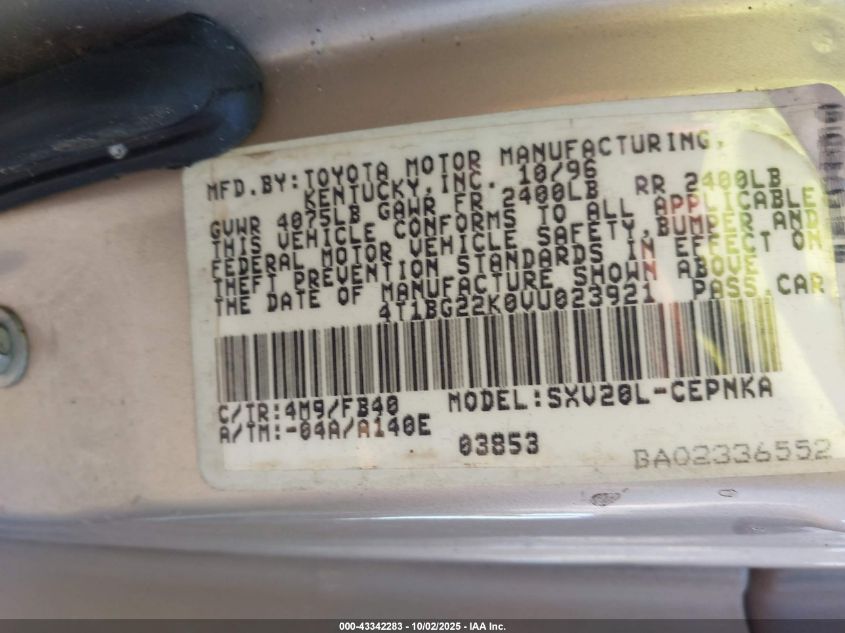 MFD.BY:TOYOTA MOTOR MANUFACTURING,
KENTUCKY,INC. 10/96
GVWR 4075LB GAWR FR 2400LB RR 2400LB
THIS VEHICLE CONFORMS TO ALL APPLICABLE
FEDERAL MOTOR VEHICLE SAFETY,BUMPER AND
THEFT PREVENTION STANDARDS IN EFFECT ON
THE DATE OF MANUFACTURE SHOWN ABOVE.
4T1BG22K0VU023921 PASS.CAR
C/TR:4M9/FB40 MODEL:SXV20L-CEPNKA
A/TM:-04A/A140E
03853
BA02336552
000-43342283 - 10/02/2025 - IAA Inc.